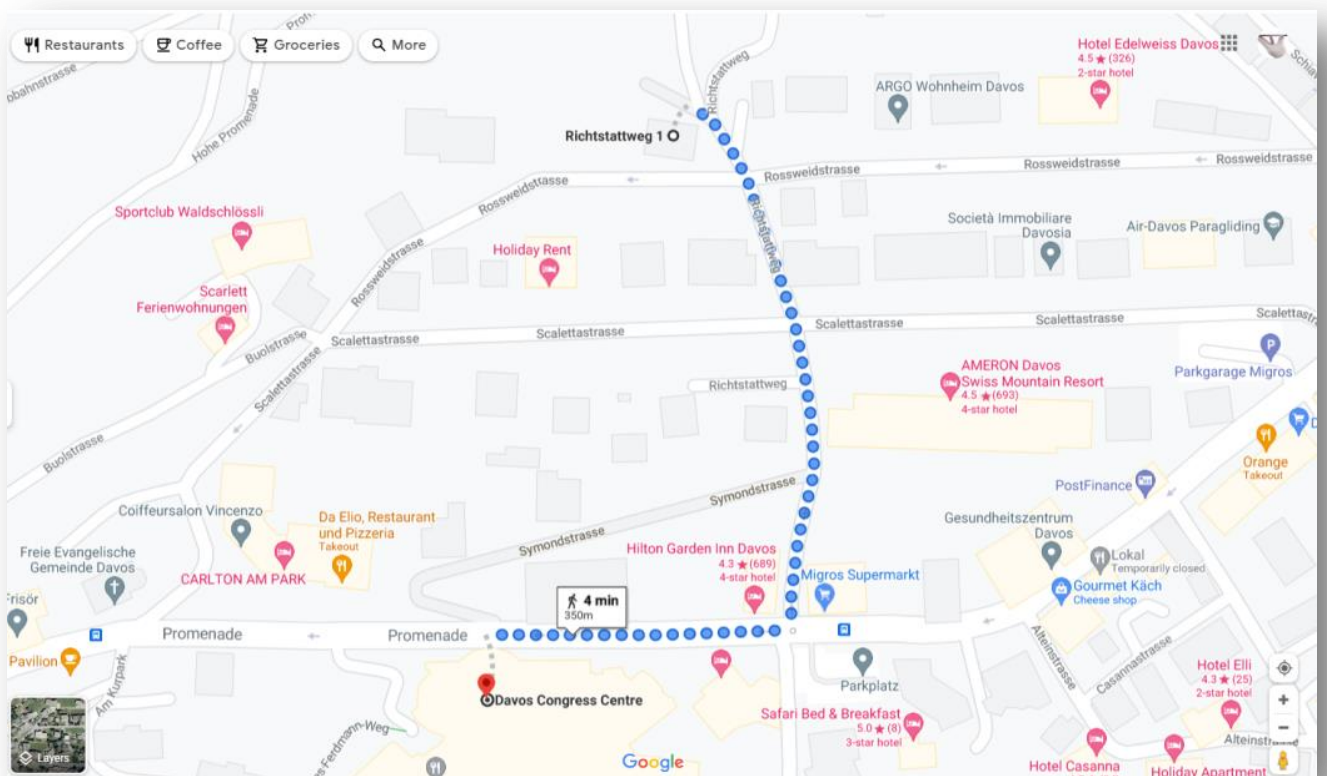 Restaurants
Coffee
Groceries
More
Hohe Promenade
Richtstattweg
Hotel Edelweiss Davos
4.5 ★ (326)
2-star hotel
ARGO Wohnheim Davos
Richtstattweg 1
Rossweidstrasse
Rossweidstrasse
Rossweidstrasse
Rossweidstrasse
Rossweidstrasse
Sportclub Waldschlössli
Holiday Rent
Richtstattweg
Società Immobiliare
Davosia
Air-Davos Paragliding
Scarlett
Ferienwohnungen
Buolstrasse
Scalettastrasse
Scalettastrasse
Scalettastrasse
Scalettastrasse
Scalettastrasse
Parkgarage Migros
Richtstattweg
AMERON Davos
Swiss Mountain Resort
4.5 ★ (693)
4-star hotel
Buolstrasse
Orange
Takeout
PostFinance
Symondstrasse
Symondstrasse
Coiffeursalon Vincenzo
Da Elio, Restaurant
und Pizzeria
Takeout
CARLTON AM PARK
Freie Evangelische
Gemeinde Davos
Gesundheitszentrum
Davos
Lokal
Temporarily closed
Gourmet Käch
Cheese shop
Hilton Garden Inn Davos
4.3 ★ (689)
4-star hotel
Migros Supermarkt
4 min
350m
Frisör
Promenade
Promenade
Pavilion
Am Kurpark
Davos Congress Centre
Parkplatz
Alteinstrasse
Casannastrasse
Hotel Elli
4.3 ★ (25)
2-star hotel
Safari Bed & Breakfast
5.0 ★ (8)
3-star hotel
Layers
Google
Hotel Casanna
Holiday Apartment